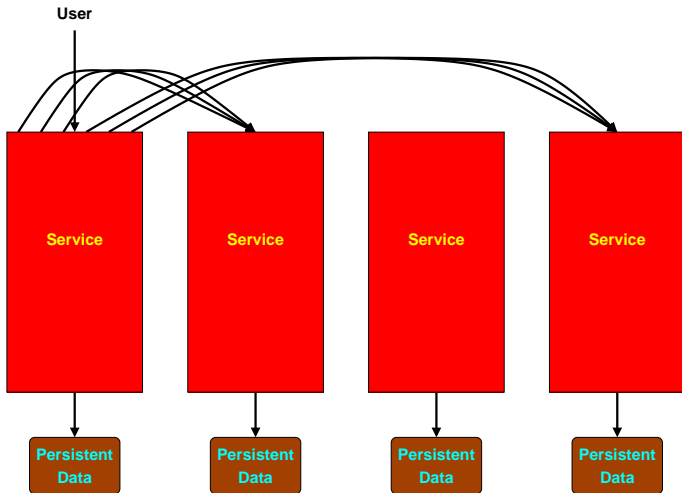 User
Service
Service
Service
Service
Persistent
Data
Persistent
Data
Persistent
Data
Persistent
Data